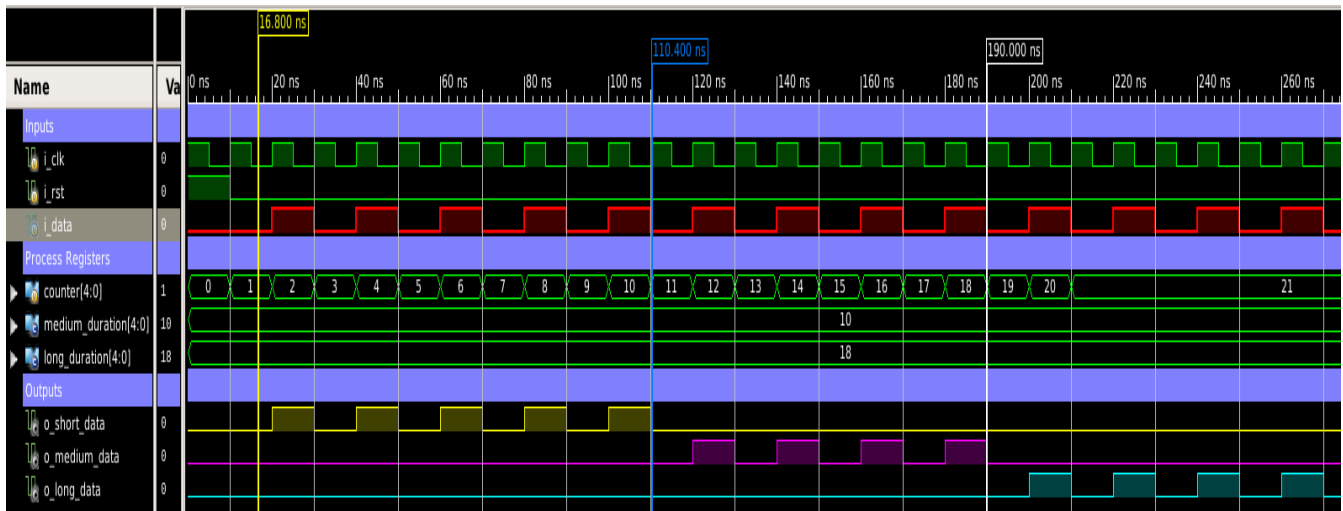 16.800 ns
110.400 ns 190.000 ns
Name Va 0 ns 20 ns 40 ns 60 ns 80 ns 100 ns 120 ns 140 ns 160 ns 180 ns 200 ns 220 ns 240 ns 260 ns
Inputs
i_clk 0
i_rst 0
i_data 0
Process Registers
counter[4:0] 1 0 1 2 3 4 5 6 7 8 9 10 11 12 13 14 15 16 17 18 19 20 21
medium_duration[4:0] 10 10
long_duration[4:0] 18 18
Outputs
o_short_data 0
o_medium_data 0
o_long_data 0